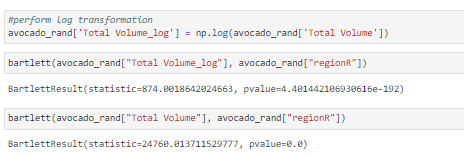 #perform log transformation
avocado_rand['Total Volume_log'] = np.log(avocado_rand['Total Volume'])
bartlett(avocado_rand["Total Volume_log"], avocado_rand["regionR"])
BartlettResult(statistic=874.0018642024663, pvalue=4.401442106930616e-192)
bartlett(avocado_rand["Total Volume"], avocado_rand["regionR"])
BartlettResult(statistic=24760.013711529777, pvalue=0.0)